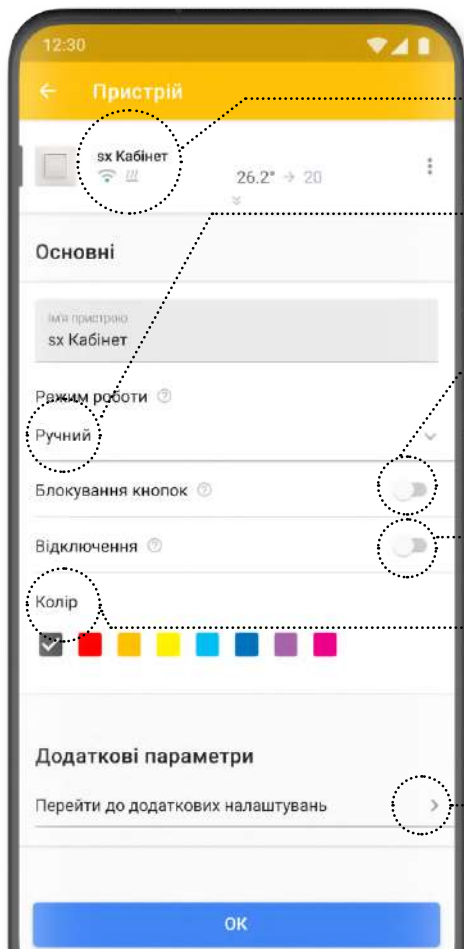 12:30
Пристрій
sx Кабінет
26.2° → 20
Основні
Ім'я пристрою
sx Кабінет
Режим роботи
Ручний
Блокування кнопок
Відключення
Колір
Додаткові параметри
Перейти до додаткових налаштувань
ОК